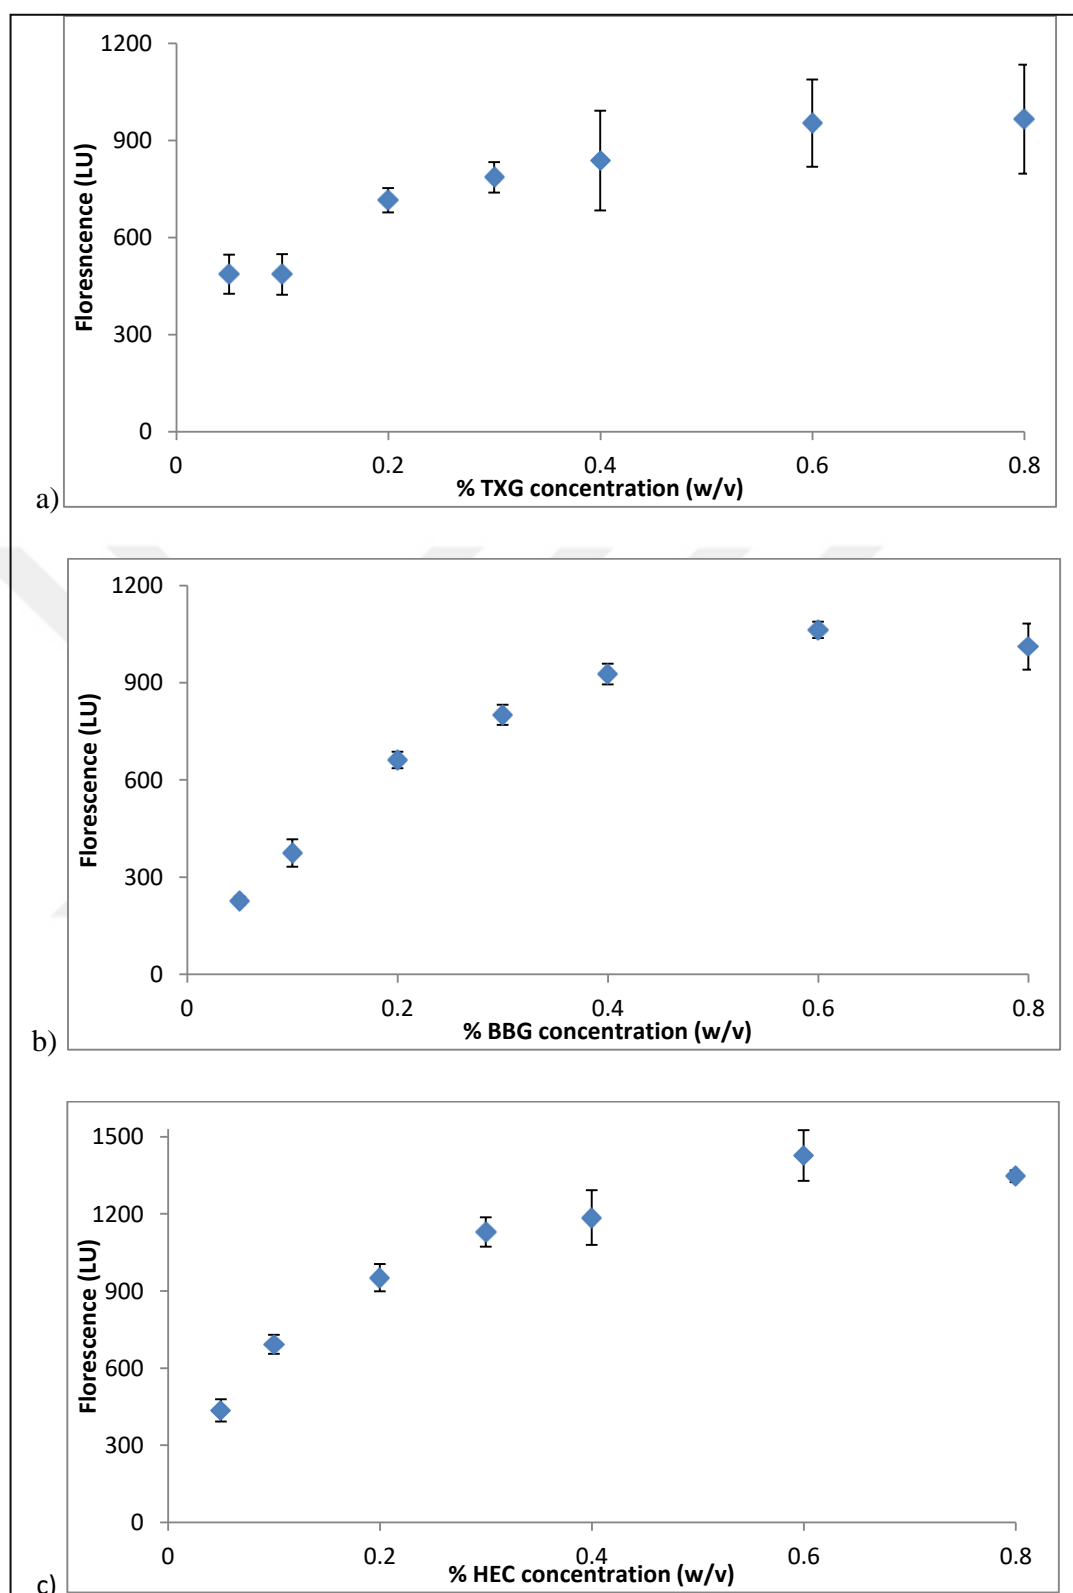 1200
900
600
300
0
Floresncence (LU)
0 0.2 0.4 0.6 0.8
% TXG concentration (w/v)
a)
1200
900
600
300
0
Florescence (LU)
0 0.2 0.4 0.6 0.8
% BBG concentration (w/v)
b)
1500
1200
900
600
300
0
Florescence (LU)
0 0.2 0.4 0.6 0.8
% HEC concentration (w/v)
c)